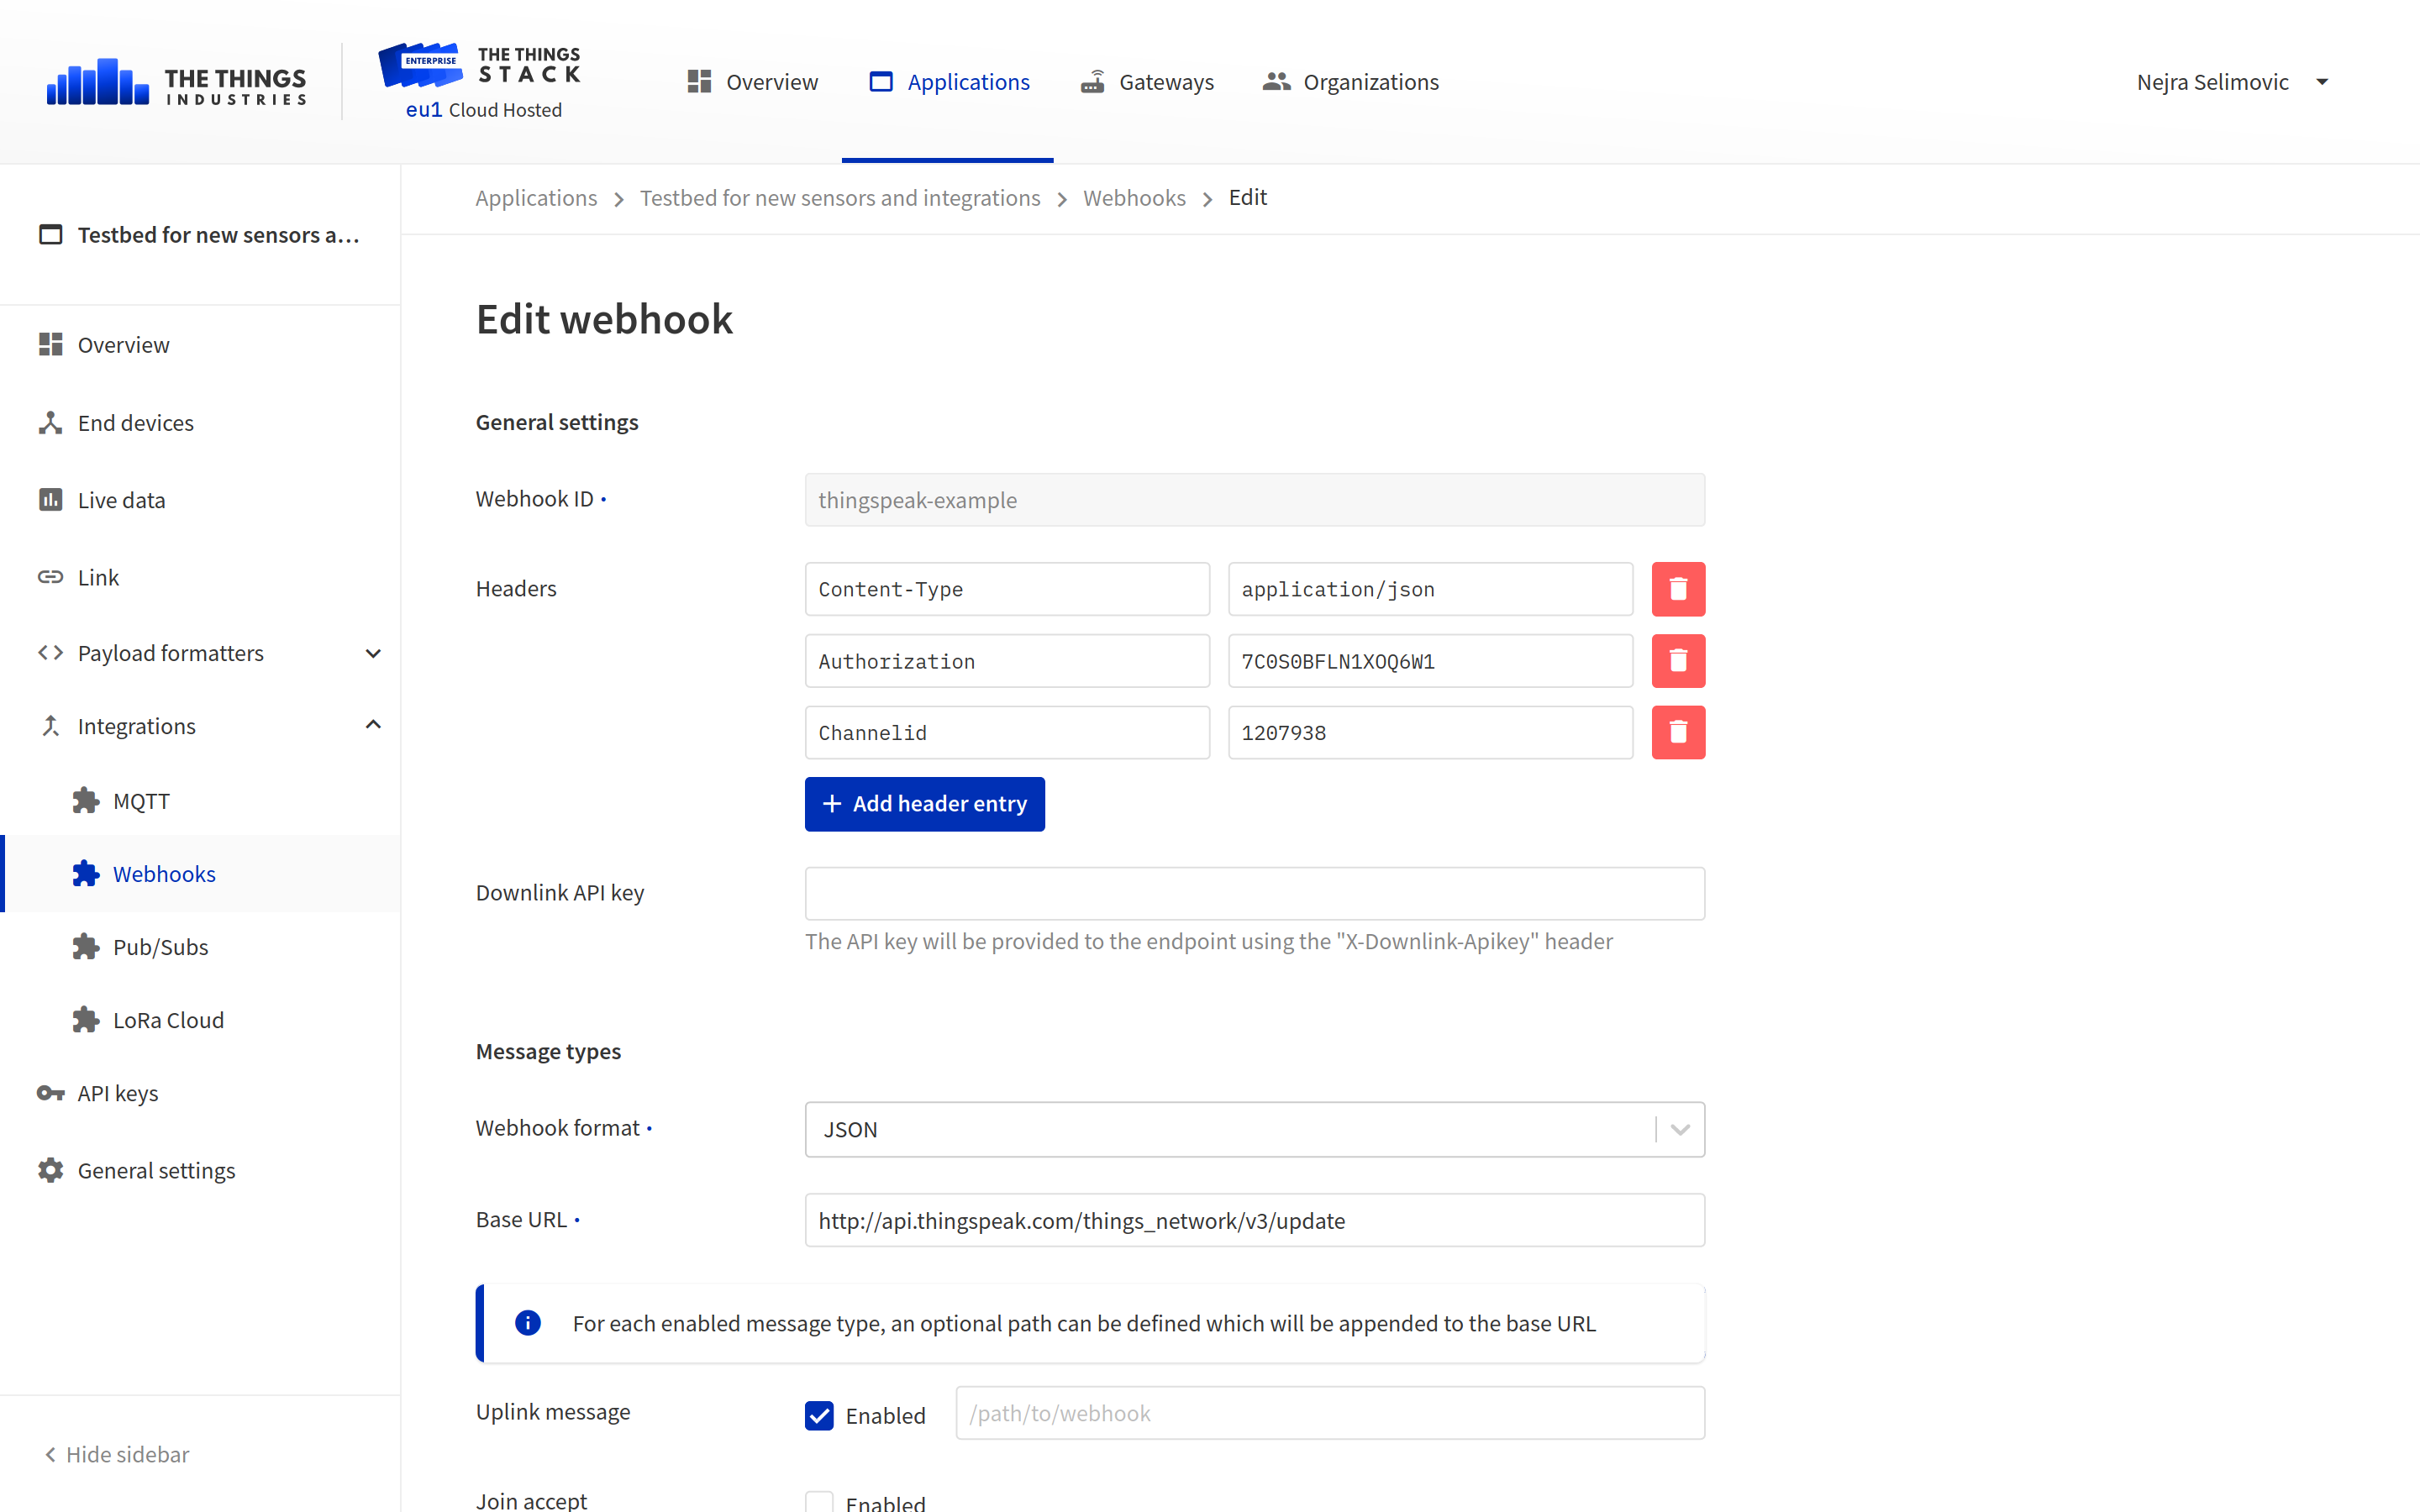 THE THINGS
INDUSTRIES
ENTERPRISE
THE THINGS
STACK
eu1 Cloud Hosted
Overview
Applications
Gateways
Organizations
Nejra Selimovic
Testbed for new sensors a...
Overview
End devices
Live data
Link
Payload formatters
Integrations
MQTT
Webhooks
Pub/Subs
LoRa Cloud
API keys
General settings
Hide sidebar
Applications > Testbed for new sensors and integrations > Webhooks > Edit
Edit webhook
General settings
Webhook ID •
thingspeak-example
Headers
Content-Type
application/json
Authorization
7C0S0BFLN1XOQ6W1
Channelid
1207938
+ Add header entry
Downlink API key
The API key will be provided to the endpoint using the "X-Downlink-Apikey" header
Message types
Webhook format •
JSON
Base URL •
http://api.thingspeak.com/things_network/v3/update
For each enabled message type, an optional path can be defined which will be appended to the base URL
Uplink message
Enabled
/path/to/webhook
Join accept
Enabled